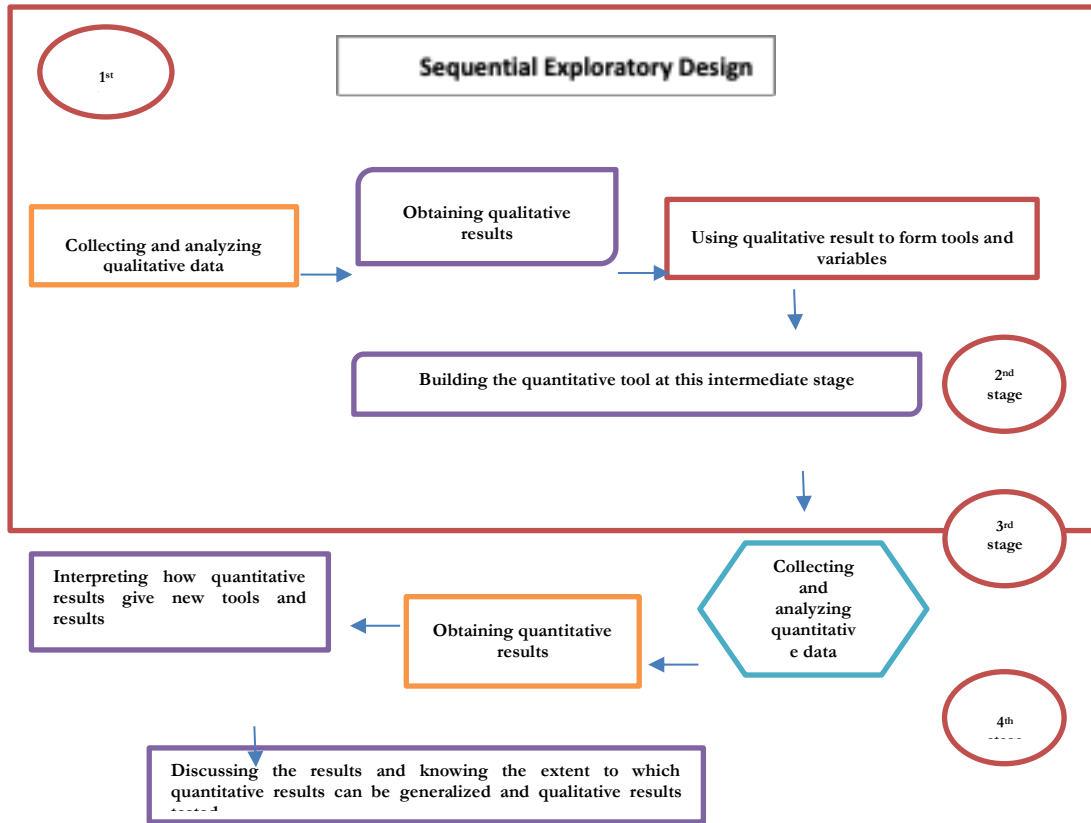 1st
Sequential Exploratory Design
Collecting and analyzing
qualitative data
Obtaining qualitative
results
Using qualitative result to form tools and
variables
Building the quantitative tool at this intermediate stage
2nd
stage
3rd
stage
Collecting
and
analyzing
quantitativ
e data
Obtaining quantitative
results
Interpreting how quantitative
results give new tools and
results
4th
stage
Discussing the results and knowing the extent to which
quantitative results can be generalized and qualitative results
tested